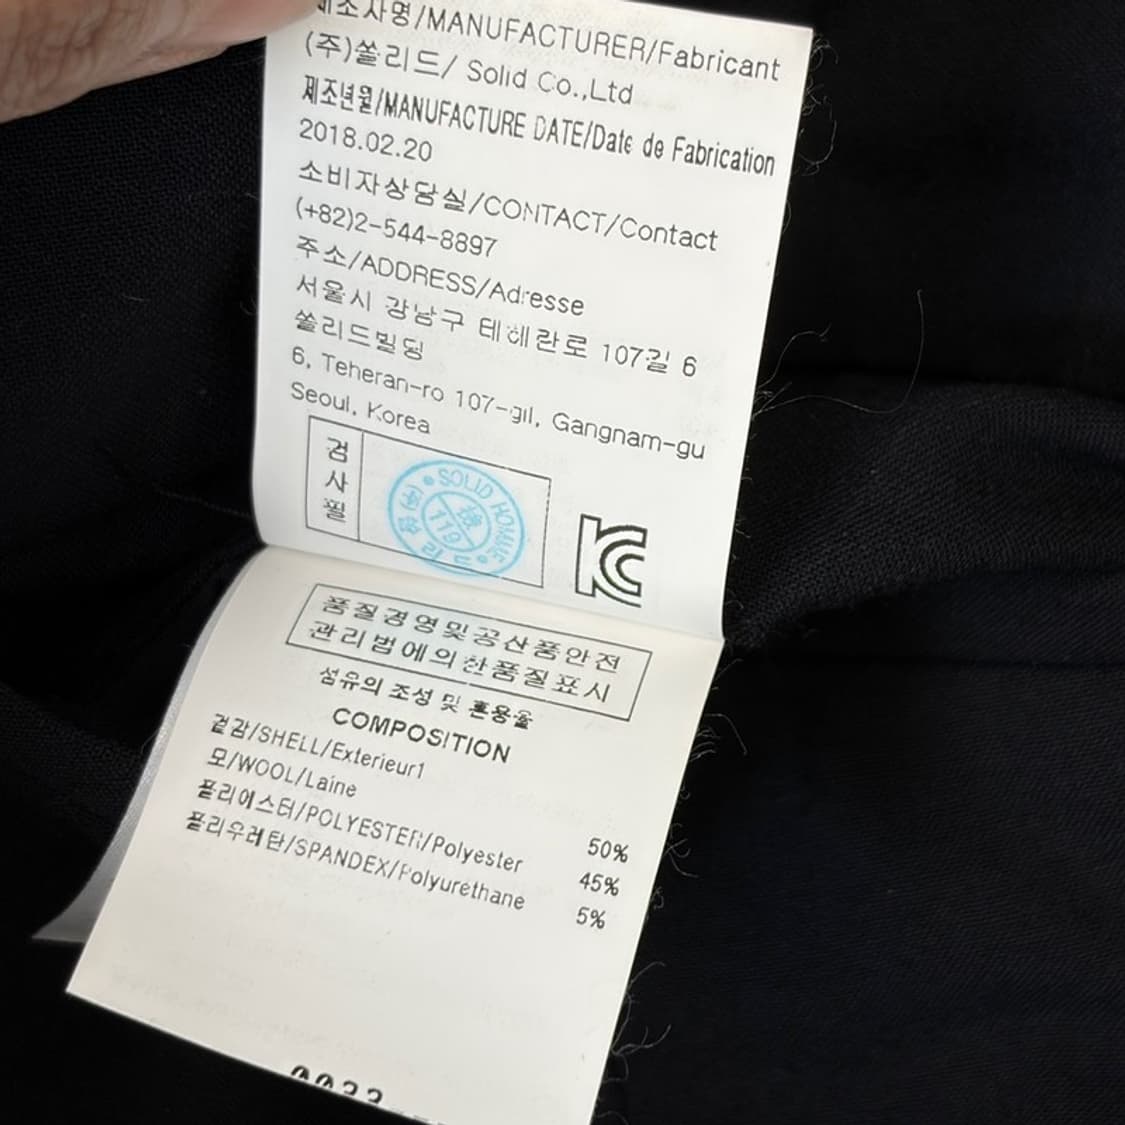 제조사명/MANUFACTURER/Fabricant
(주)쏠리드/ Solid Co.,Ltd
제조년월/MANUFACTURE DATE/Date de Fabrication
2018.02.20
소비자상담실/CONTACT/Contact
(+82)2-544-8897
주소/ADDRESS/Adresse
서울시 강남구 테헤란로 107길 6
쏠리드빌딩
6, Teheran-ro 107-gil, Gangnam-gu
Seoul, Korea
검사필
SOLID HOMME
(주)쏠리드
検
119
KC
품질경영및공산품안전
관리법에의한품질표시
섬유의 조성 및 혼용율
COMPOSITION
겉감/SHELL/Exterieur1
모/WOOL/Laine 50%
폴리에스터/POLYESTER/Polyester 45%
폴리우레탄/SPANDEX/Polyurethane 5%